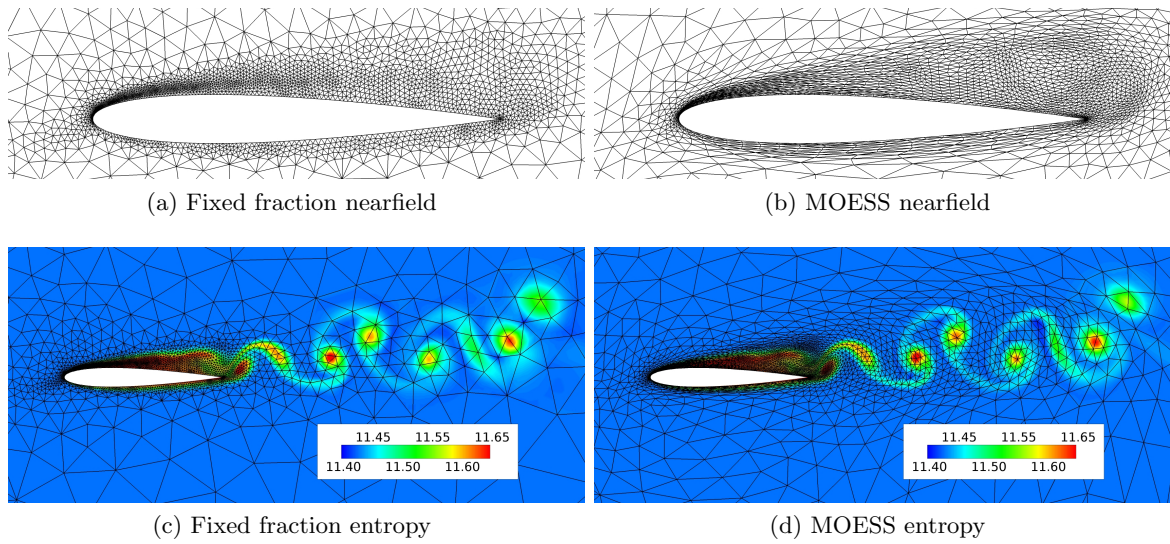 (a) Fixed fraction nearfield
(b) MOESS nearfield
11.45 11.55 11.65
11.40 11.50 11.60
11.45 11.55 11.65
11.40 11.50 11.60
(c) Fixed fraction entropy
(d) MOESS entropy